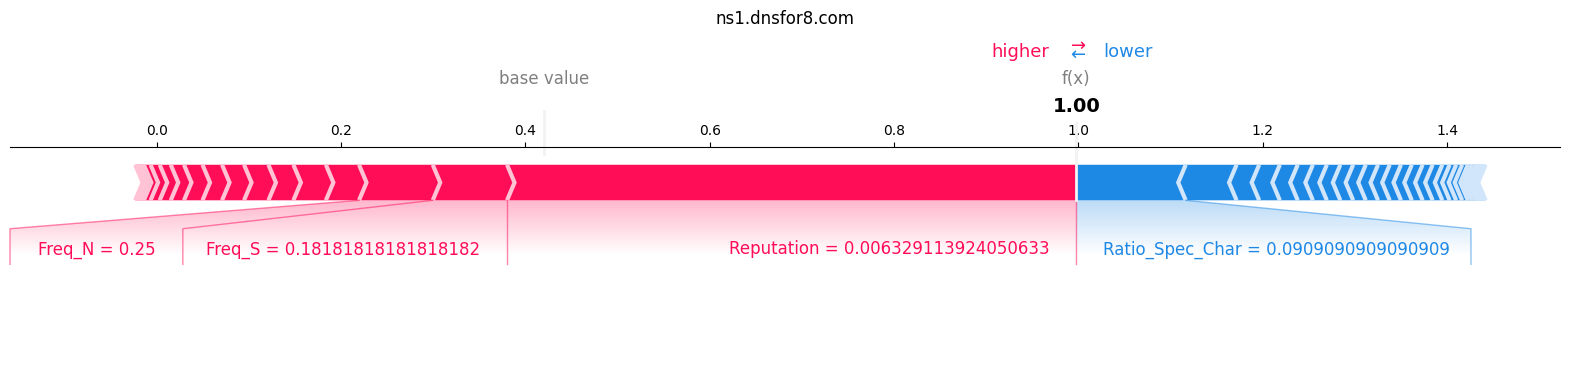 ns1.dnsfor8.com
higher ⇄ lower
base value f(x)
1.00
0.0 0.2 0.4 0.6 0.8 1.0 1.2 1.4
Freq_N = 0.25 Freq_S = 0.18181818181818182 Reputation = 0.006329113924050633 Ratio_Spec_Char = 0.09090909090909091